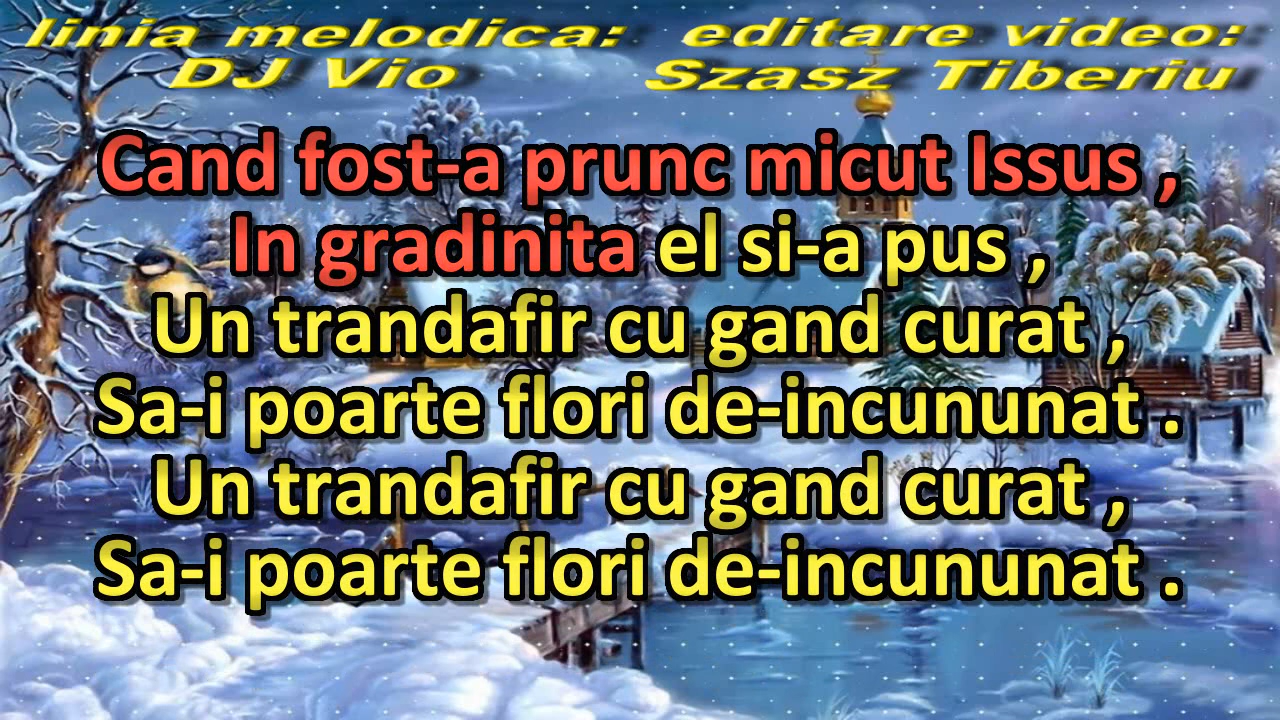 linia melodica: editare video:
DJ Vio Szasz Tiberiu
Cand fost-a prunc micut Issus ,
In gradinita el si-a pus ,
Un trandafir cu gand curat ,
Sa-i poarte flori de-incununat .
Un trandafir cu gand curat ,
Sa-i poarte flori de-incununat .